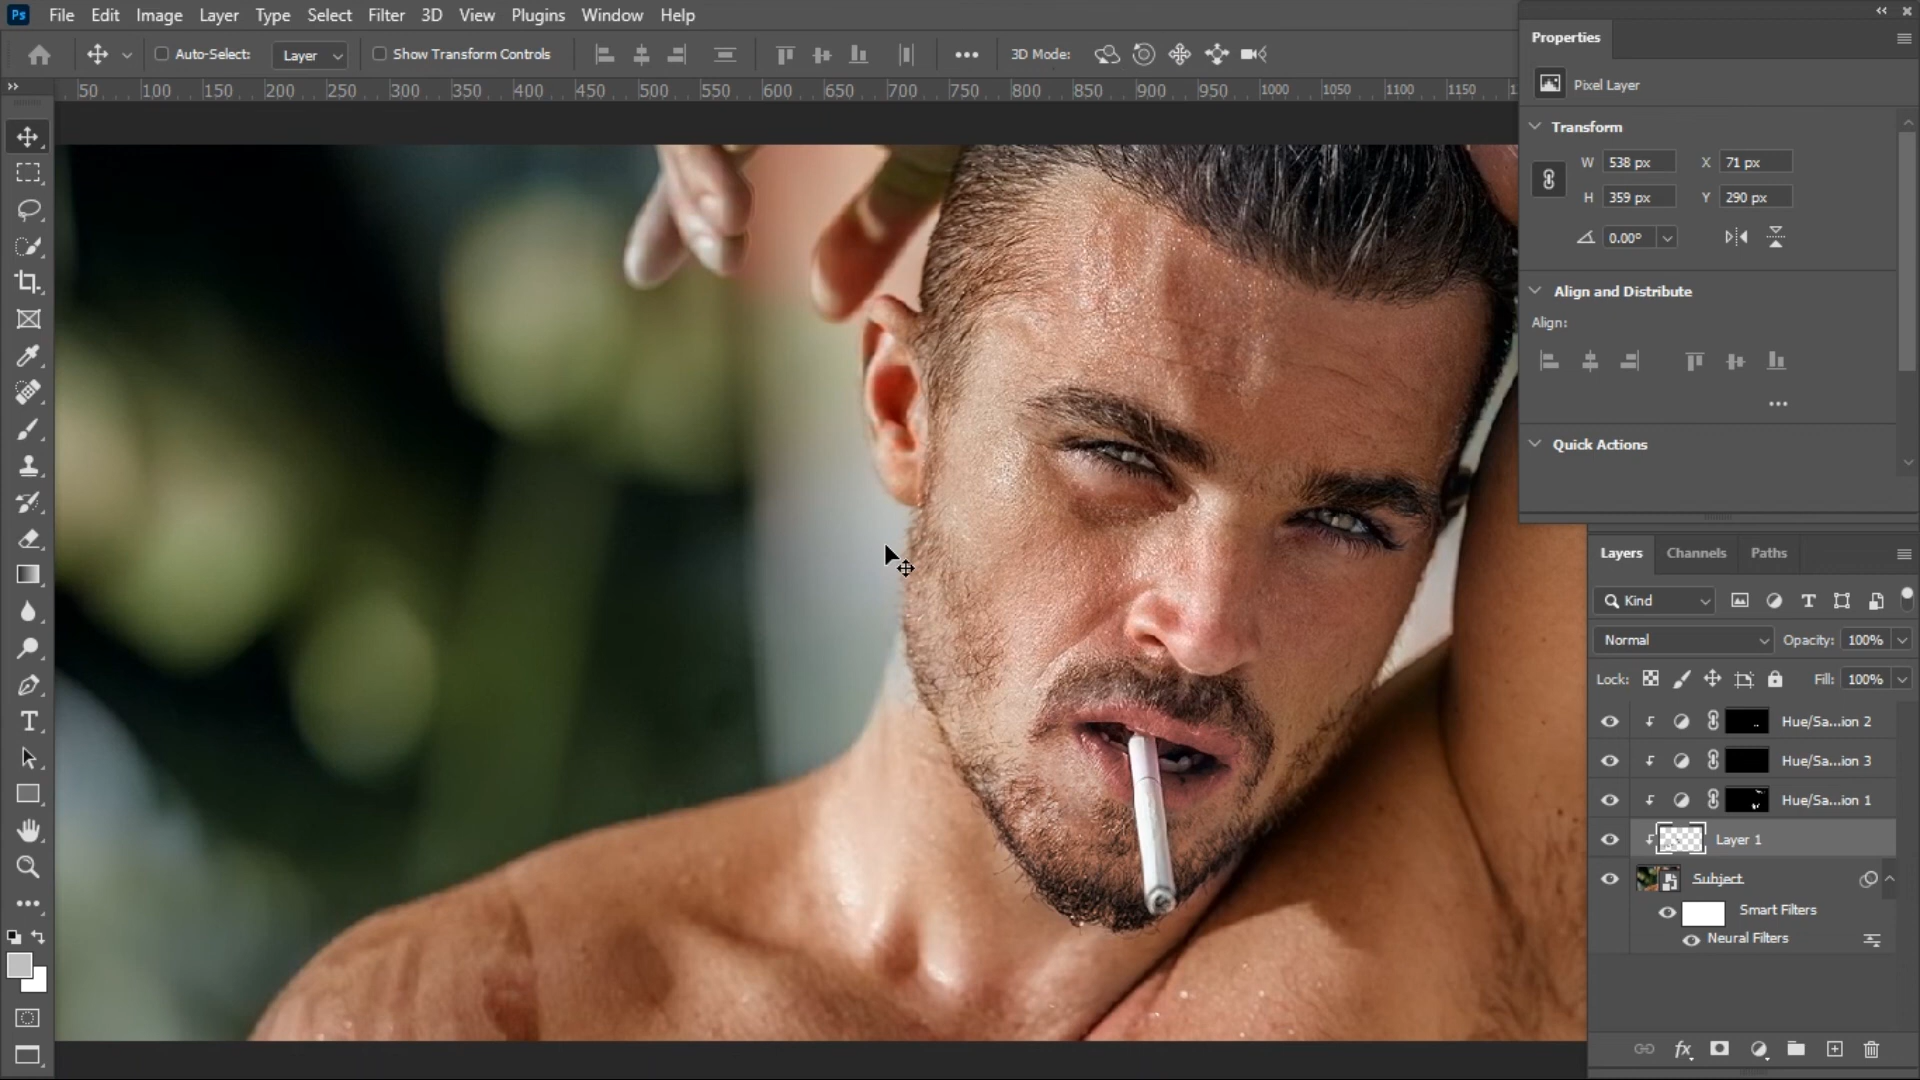 Ps File Edit Image Layer Type Select Filter 3D View Plugins Window Help
Auto-Select: Layer Show Transform Controls 3D Mode:
50 100 150 200 250 300 350 400 450 500 550 600 650 700 750 800 850 900 950 1000 1050 1100 1150
Properties
Pixel Layer
Transform
W 538 px X 71 px
H 359 px Y 290 px
0.00°
Align and Distribute
Align:
Quick Actions
Layers Channels Paths
Kind
Normal Opacity: 100%
Lock: Fill: 100%
Hue/Sa...ion 2
Hue/Sa...ion 3
Hue/Sa...ion 1
Layer 1
Subject
Smart Filters
Neural Filters
fx